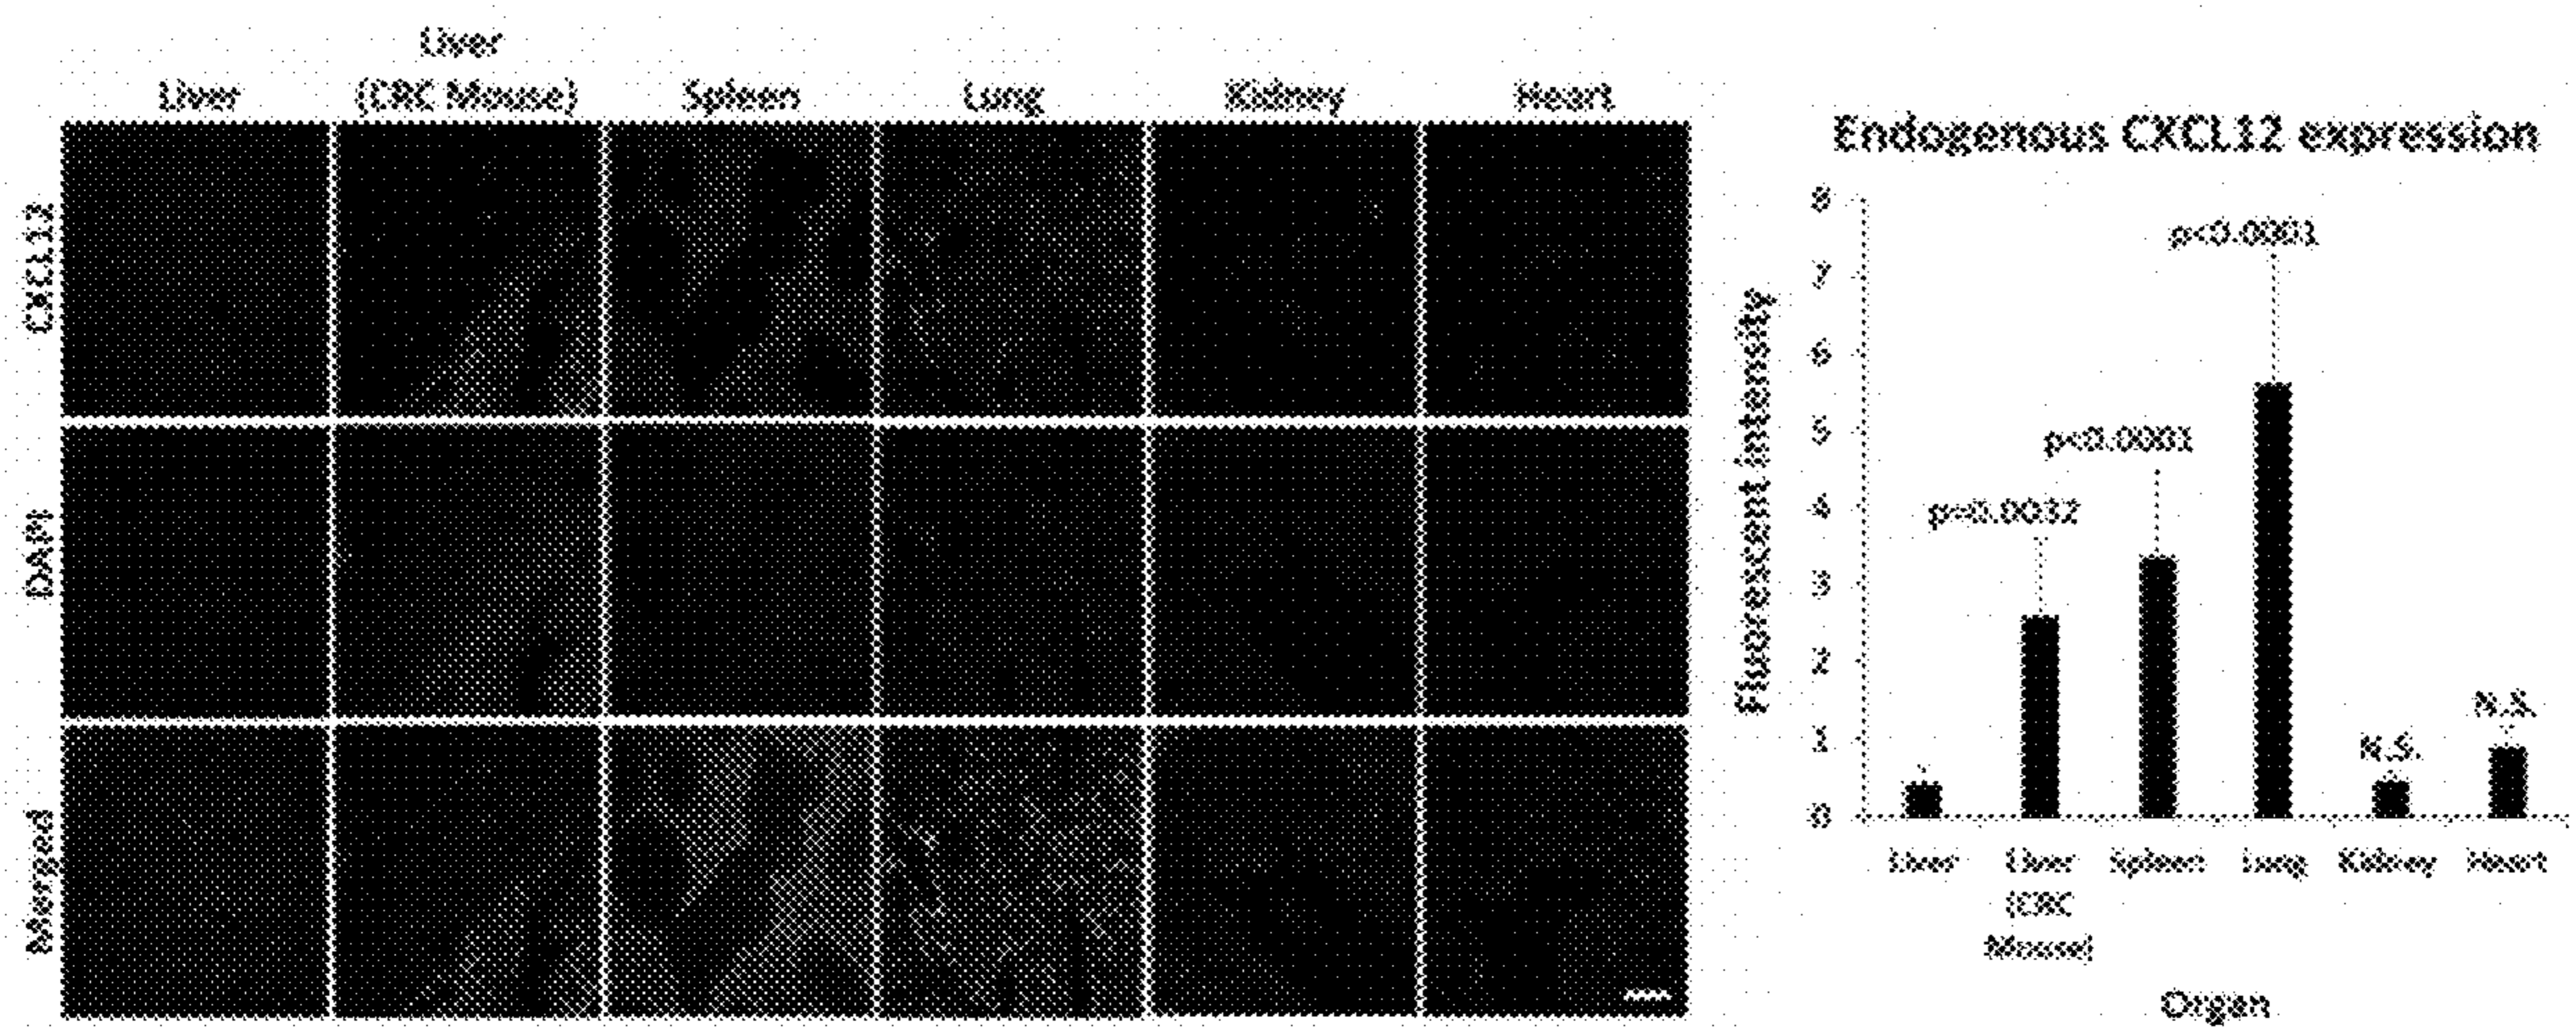 Liver
Liver
(CRC Mouse)
Spleen
Lung
Kidney
Heart
CXCL12
DAPI
Merged
Endogenous CXCL12 expression
Fluorescent intensity
8
7
6
5
4
3
2
1
0
p=0.0032
p<0.0001
p<0.0001
N.S.
N.S.
Liver
Liver
(CRC
Mouse)
Spleen
Lung
Kidney
Heart
Organ